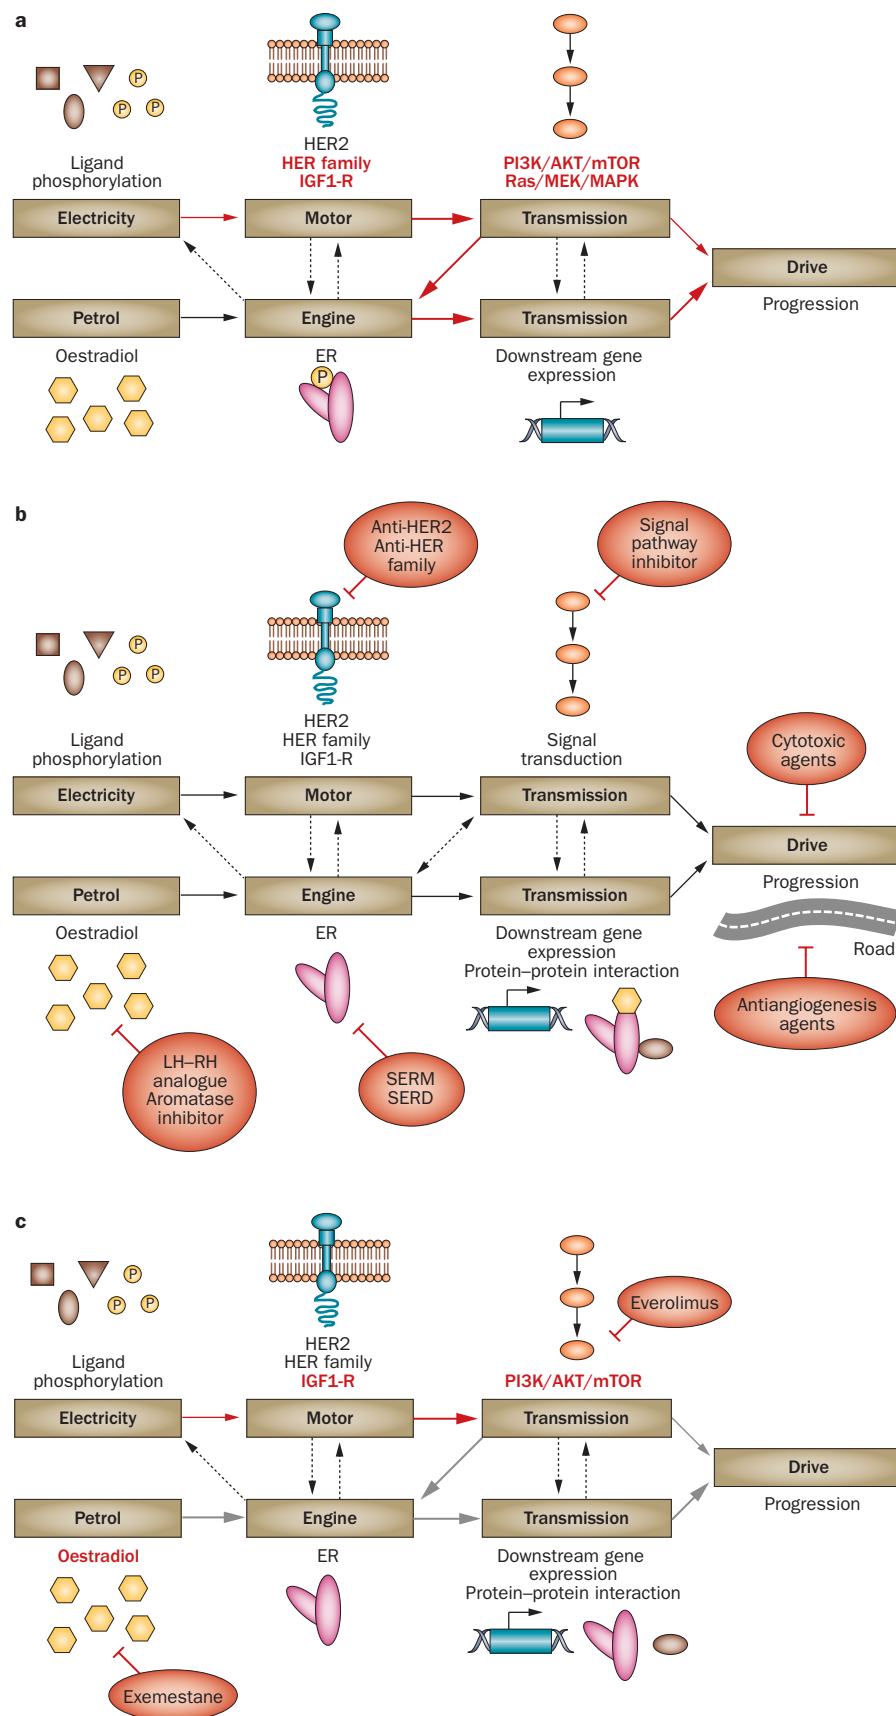 a
P
P
P
HER2
Ligand
phosphorylation
HER family
IGF1-R
PI3K/AKT/mTOR
Ras/MEK/MAPK
Electricity
Motor
Transmission
Drive
Progression
Petrol
Engine
Transmission
Oestradiol
ER
P
Downstream gene
expression
b
Anti-HER2
Anti-HER
family
Signal
pathway
inhibitor
P
P
P
Ligand
phosphorylation
HER2
HER family
IGF1-R
Signal
transduction
Cytotoxic
agents
Electricity
Motor
Transmission
Drive
Progression
Petrol
Engine
Transmission
Oestradiol
ER
Downstream gene
expression
Protein–protein interaction
Road
Antiangiogenesis
agents
LH–RH
analogue
Aromatase
inhibitor
SERM
SERD
c
P
P
P
Everolimus
Ligand
phosphorylation
HER2
HER family
IGF1-R
PI3K/AKT/mTOR
Electricity
Motor
Transmission
Drive
Progression
Petrol
Engine
Transmission
Oestradiol
ER
Downstream gene
expression
Protein–protein interaction
Exemestane